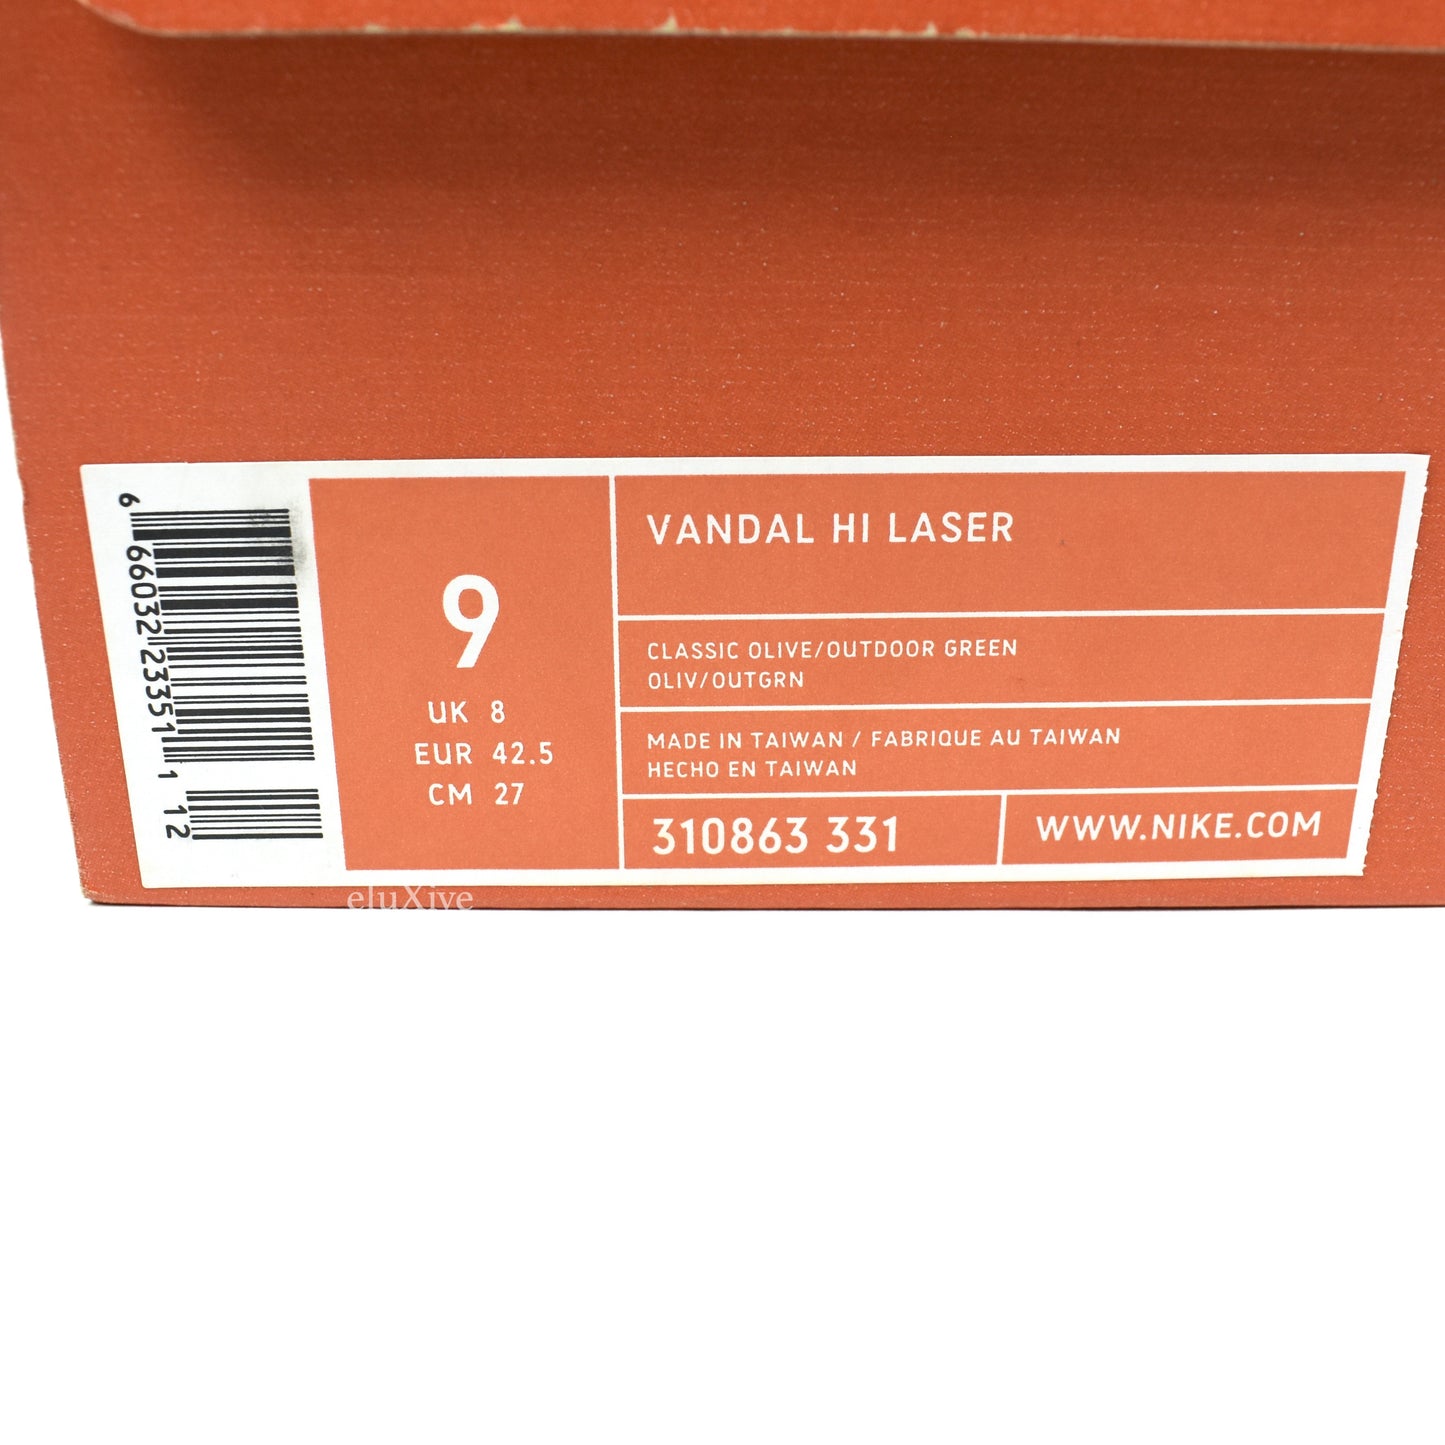 6 66032 23351 1 12
9
UK 8
EUR 42.5
CM 27
VANDAL HI LASER
CLASSIC OLIVE/OUTDOOR GREEN
OLIV/OUTGRN
MADE IN TAIWAN / FABRIQUE AU TAIWAN
HECHO EN TAIWAN
310863 331
WWW.NIKE.COM
eluXive